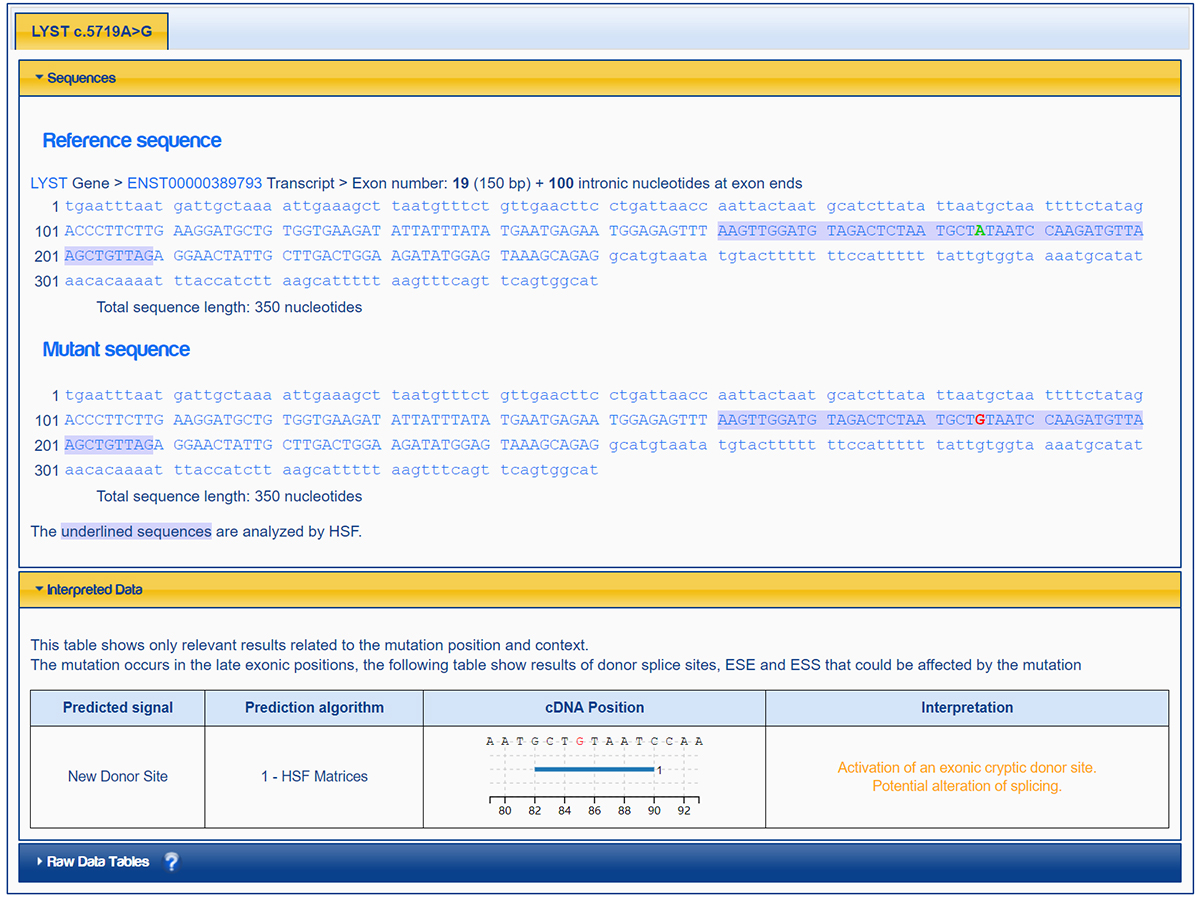 LYST c.5719A>G
Sequences
Reference sequence
LYST Gene > ENST00000389793 Transcript > Exon number: 19 (150 bp) + 100 intronic nucleotides at exon ends
1 tgaatttaat gattgctaaa attgaaagct taatgtttct gttgaacttc ctgattaacc aattactaat gcatcttata ttaatgctaa ttttctatag
101 ACCCTTCTTG AAGGATGCTG TGGTGAAGAT ATTATTTATA TGAATGAGAA TGGAGAGTTT AAGTTGGATG TAGACTCTAA TGCTATAATC CAAGATGTTA
201 AGCTGTTAGA GGAACTATTG CTTGACTGGA AGATATGGAG TAAAGCAGAG gcatgtaata tgtacttttt ttccattttt tattgtggta aaatgcatat
301 aacacaaaat ttaccatctt aagcattttt aagtttcagt tcagtggcat
Total sequence length: 350 nucleotides
Mutant sequence
1 tgaatttaat gattgctaaa attgaaagct taatgtttct gttgaacttc ctgattaacc aattactaat gcatcttata ttaatgctaa ttttctatag
101 ACCCTTCTTG AAGGATGCTG TGGTGAAGAT ATTATTTATA TGAATGAGAA TGGAGAGTTT AAGTTGGATG TAGACTCTAA TGCTGTAATC CAAGATGTTA
201 AGCTGTTAGA GGAACTATTG CTTGACTGGA AGATATGGAG TAAAGCAGAG gcatgtaata tgtacttttt ttccattttt tattgtggta aaatgcatat
301 aacacaaaat ttaccatctt aagcattttt aagtttcagt tcagtggcat
Total sequence length: 350 nucleotides
The underlined sequences are analyzed by HSF.
Interpreted Data
This table shows only relevant results related to the mutation position and context.
The mutation occurs in the late exonic positions, the following table show results of donor splice sites, ESE and ESS that could be affected by the mutation
Predicted signal Prediction algorithm cDNA Position Interpretation
A-A-T-G-C-T-G-T-A-A-T-C-C-A-A
New Donor Site 1 - HSF Matrices 1 Activation of an exonic cryptic donor site.
Potential alteration of splicing.
80 82 84 86 88 90 92
Raw Data Tables ?